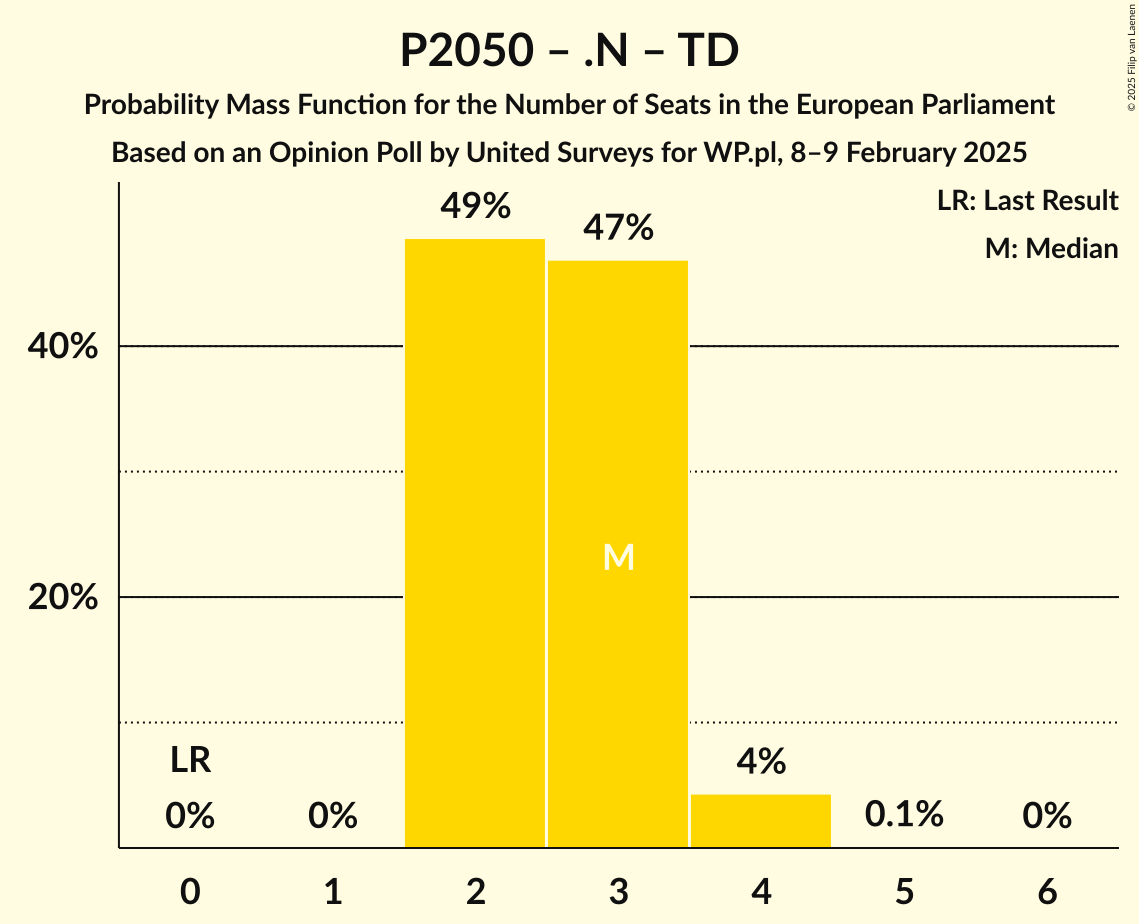 P2050 – .N – TD
Probability Mass Function for the Number of Seats in the European Parliament
Based on an Opinion Poll by United Surveys for WP.pl, 8–9 February 2025
© 2025 Filip van Laenen
LR: Last Result
M: Median
49%
47%
40%
M
20%
LR
4%
0%
0%
0.1%
0%
0
1
2
3
4
5
6